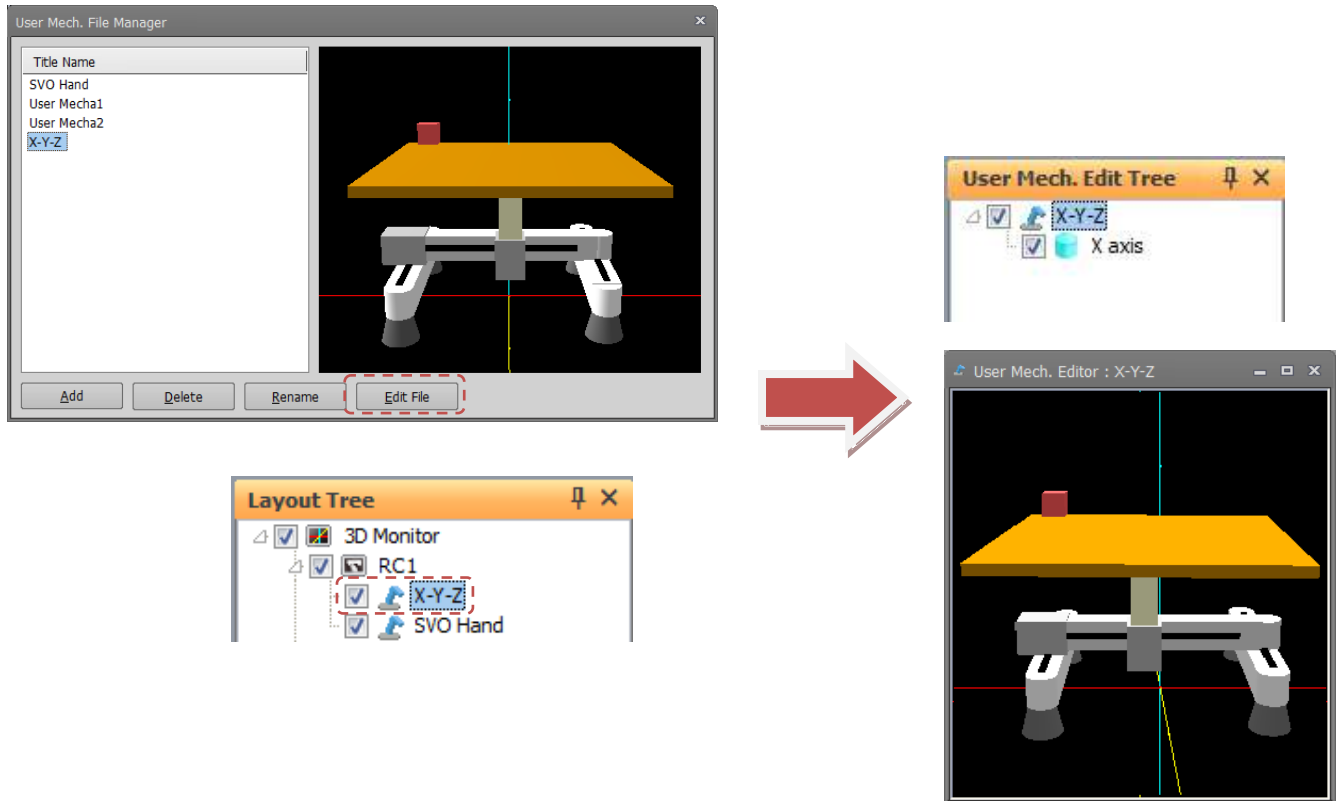 User Mech. File Manager
Title Name
SVO Hand
User Mecha1
User Mecha2
X-Y-Z
Add Delete Rename Edit File
Layout Tree
3D Monitor
RC1
X-Y-Z
SVO Hand
User Mech. Edit Tree
X-Y-Z
X axis
User Mech. Editor : X-Y-Z